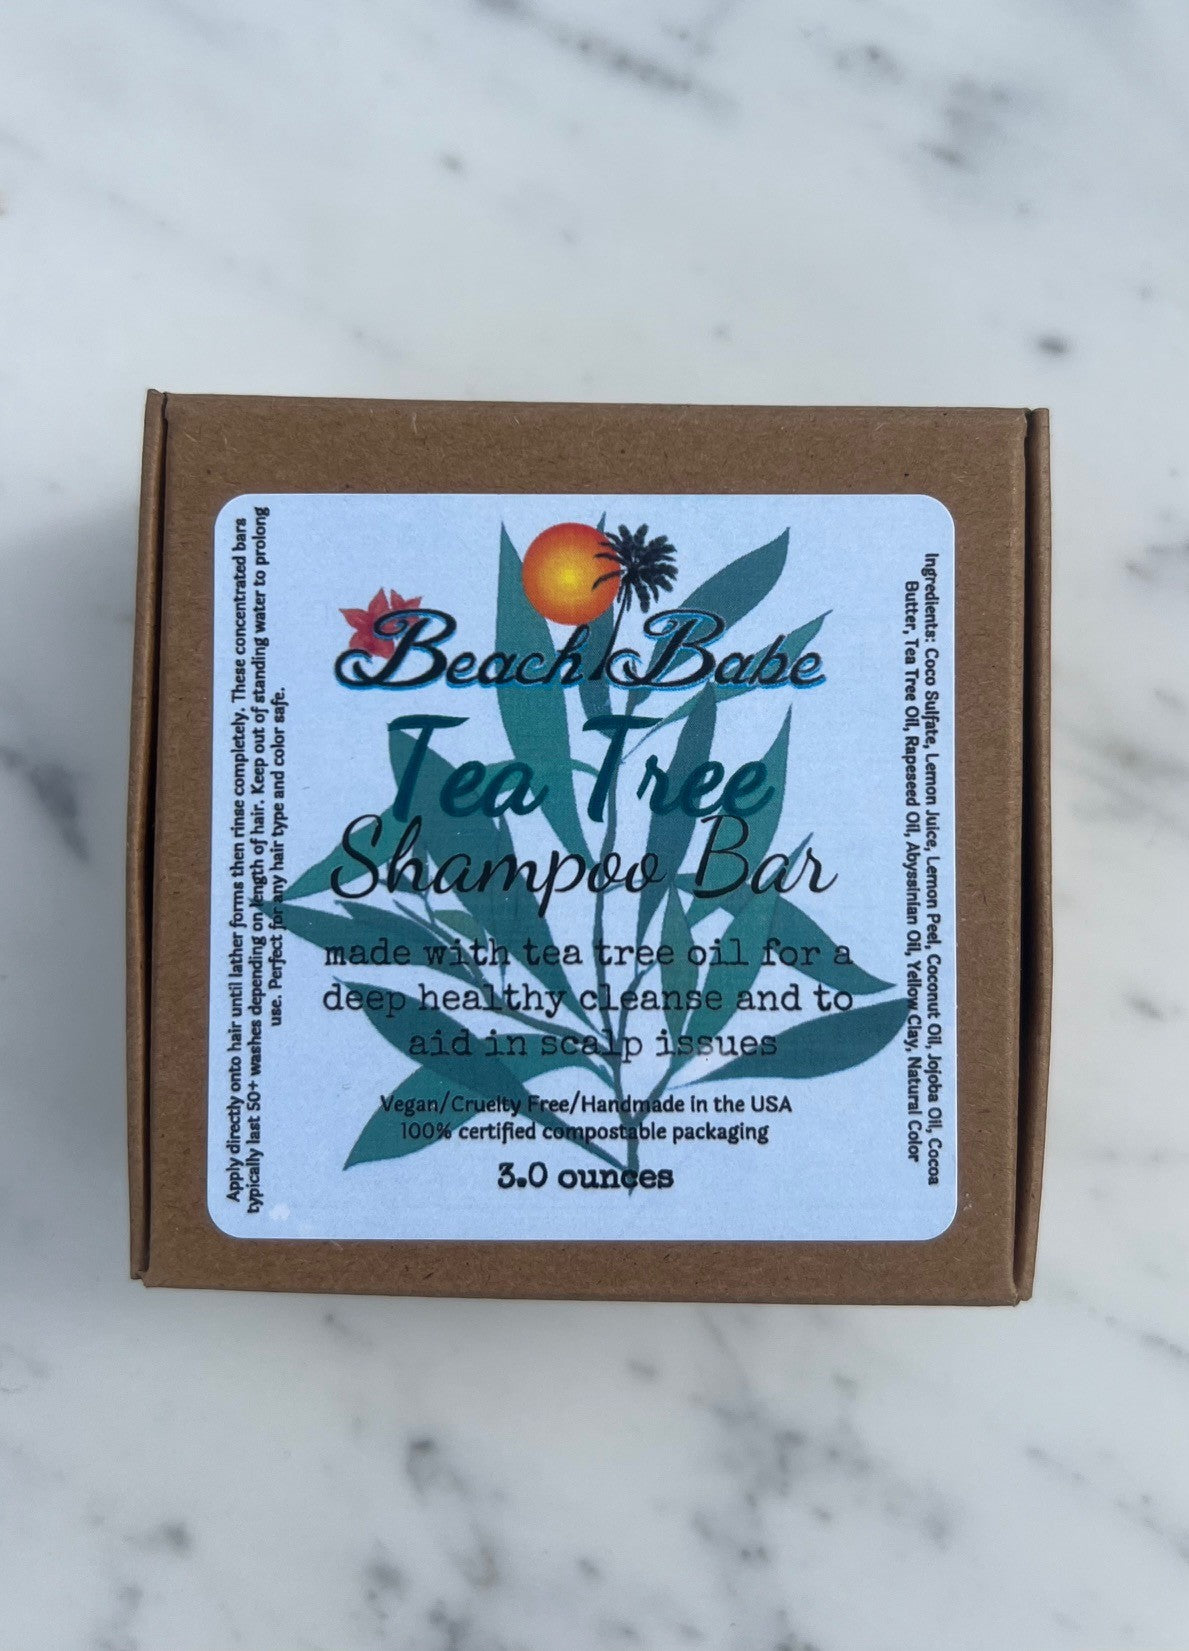 Beach Babe
Tea Tree
Shampoo Bar
made with tea tree oil for a
deep healthy cleanse and to
aid in scalp issues
Vegan/Cruelty Free/Handmade in the USA
100% certified compostable packaging
3.0 ounces
Apply directly onto hair until lather forms then rinse completely. These concentrated bars
typically last 50+ washes depending on length of hair. Keep out of standing water to prolong
use. Perfect for any hair type and color safe.
Ingredients: Coco Sulfate, Lemon Juice, Lemon Peel, Coconut Oil, Jojoba Oil, Cocoa
Butter, Tea Tree Oil, Rapeseed Oil, Abyssinian Oil, Yellow Clay, Natural Color